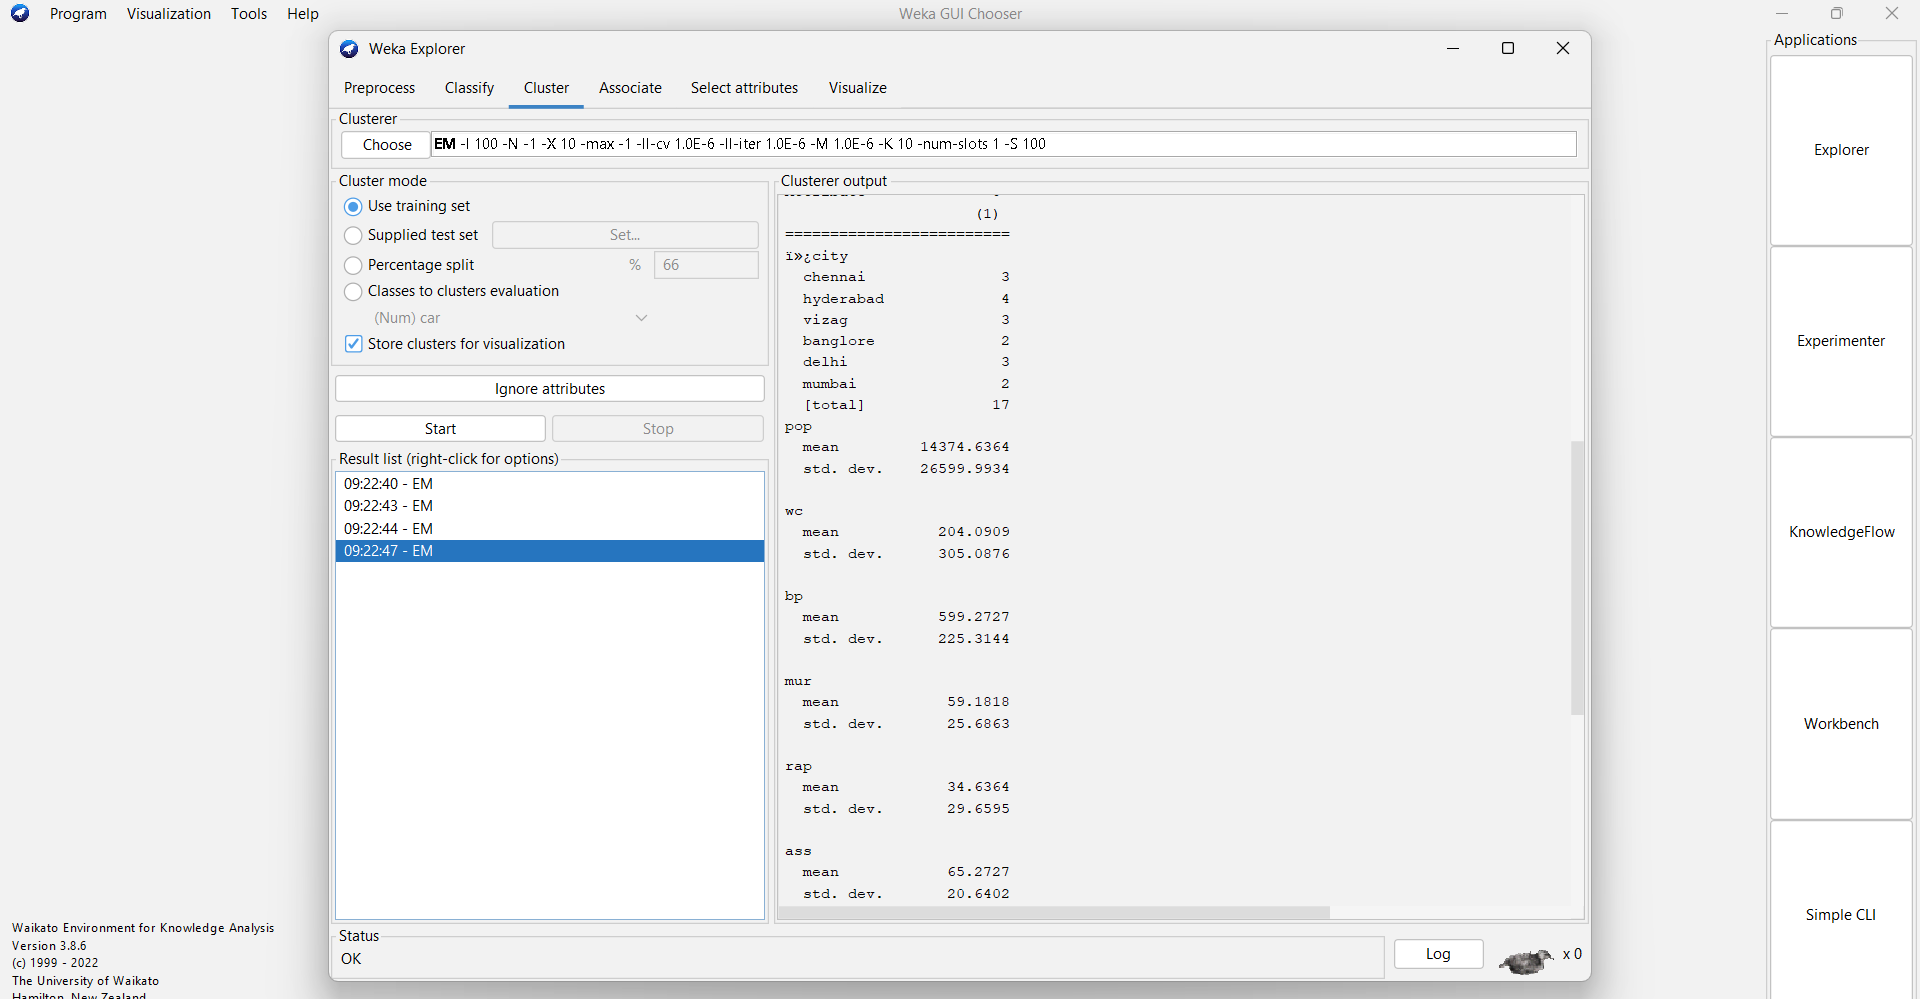 Program Visualization Tools Help
Weka GUI Chooser
Applications
Explorer
Experimenter
KnowledgeFlow
Workbench
Simple CLI
Weka Explorer
Preprocess Classify Cluster Associate Select attributes Visualize
Clusterer
Choose EM -I 100 -N -1 -X 10 -max -1 -ll-cv 1.0E-6 -ll-iter 1.0E-6 -M 1.0E-6 -K 10 -num-slots 1 -S 100
Cluster mode
Use training set
Supplied test set Set...
Percentage split % 66
Classes to clusters evaluation
(Num) car
Store clusters for visualization
Ignore attributes
Start Stop
Result list (right-click for options)
09:22:40 - EM
09:22:43 - EM
09:22:44 - EM
09:22:47 - EM
Clusterer output
(1)
=========================
ï»¿city
chennai 3
hyderabad 4
vizag 3
banglore 2
delhi 3
mumbai 2
[total] 17
pop
mean 14374.6364
std. dev. 26599.9934
wc
mean 204.0909
std. dev. 305.0876
bp
mean 599.2727
std. dev. 225.3144
mur
mean 59.1818
std. dev. 25.6863
rap
mean 34.6364
std. dev. 29.6595
ass
mean 65.2727
std. dev. 20.6402
Status
OK
Log x 0
Waikato Environment for Knowledge Analysis
Version 3.8.6
(c) 1999 - 2022
The University of Waikato
Hamilton, New Zealand